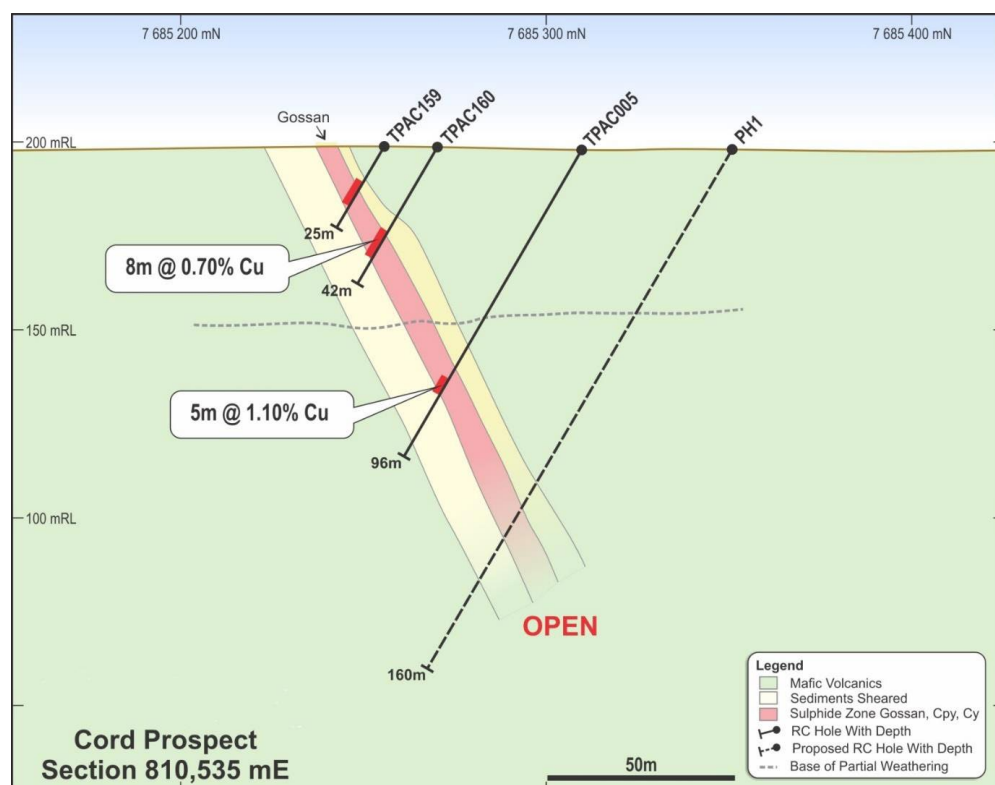 7 685 200 mN
7 685 300 mN
7 685 400 mN
Gossan
TPAC159
TPAC160
TPAC005
PH1
200 mRL
25m
8m @ 0.70% Cu
42m
150 mRL
5m @ 1.10% Cu
96m
100 mRL
OPEN
160m
Cord Prospect
Section 810,535 mE
50m
Legend
Mafic Volcanics
Sediments Sheared
Sulphide Zone Gossan, Cpy, Cy
RC Hole With Depth
Proposed RC Hole With Depth
Base of Partial Weathering